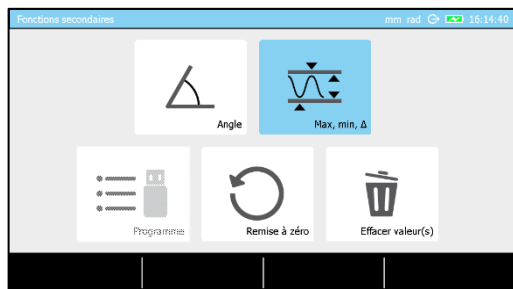 Fonctions secondaires mm rad 16:14:40
Angle Max, min, Δ
Programme Remise à zéro Effacer valeur(s)